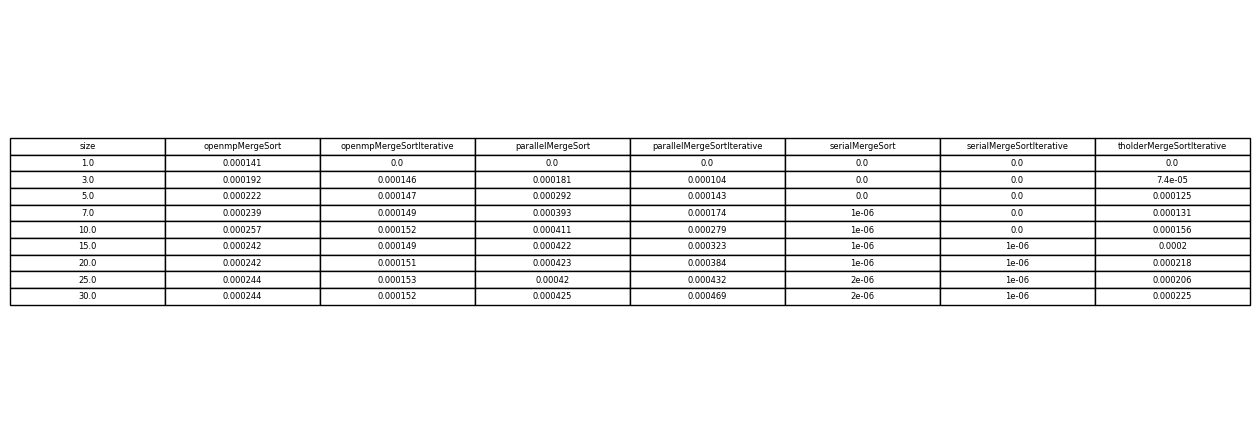 size openmpMergeSort openmpMergeSortIterative parallelMergeSort parallelMergeSortIterative serialMergeSort serialMergeSortIterative tholderMergeSortIterative
1.0 0.000141 0.0 0.0 0.0 0.0 0.0 0.0
3.0 0.000192 0.000146 0.000181 0.000104 0.0 0.0 7.4e-05
5.0 0.000222 0.000147 0.000292 0.000143 0.0 0.0 0.000125
7.0 0.000239 0.000149 0.000393 0.000174 1e-06 0.0 0.000131
10.0 0.000257 0.000152 0.000411 0.000279 1e-06 0.0 0.000156
15.0 0.000242 0.000149 0.000422 0.000323 1e-06 1e-06 0.0002
20.0 0.000242 0.000151 0.000423 0.000384 1e-06 1e-06 0.000218
25.0 0.000244 0.000153 0.00042 0.000432 2e-06 1e-06 0.000206
30.0 0.000244 0.000152 0.000425 0.000469 2e-06 1e-06 0.000225